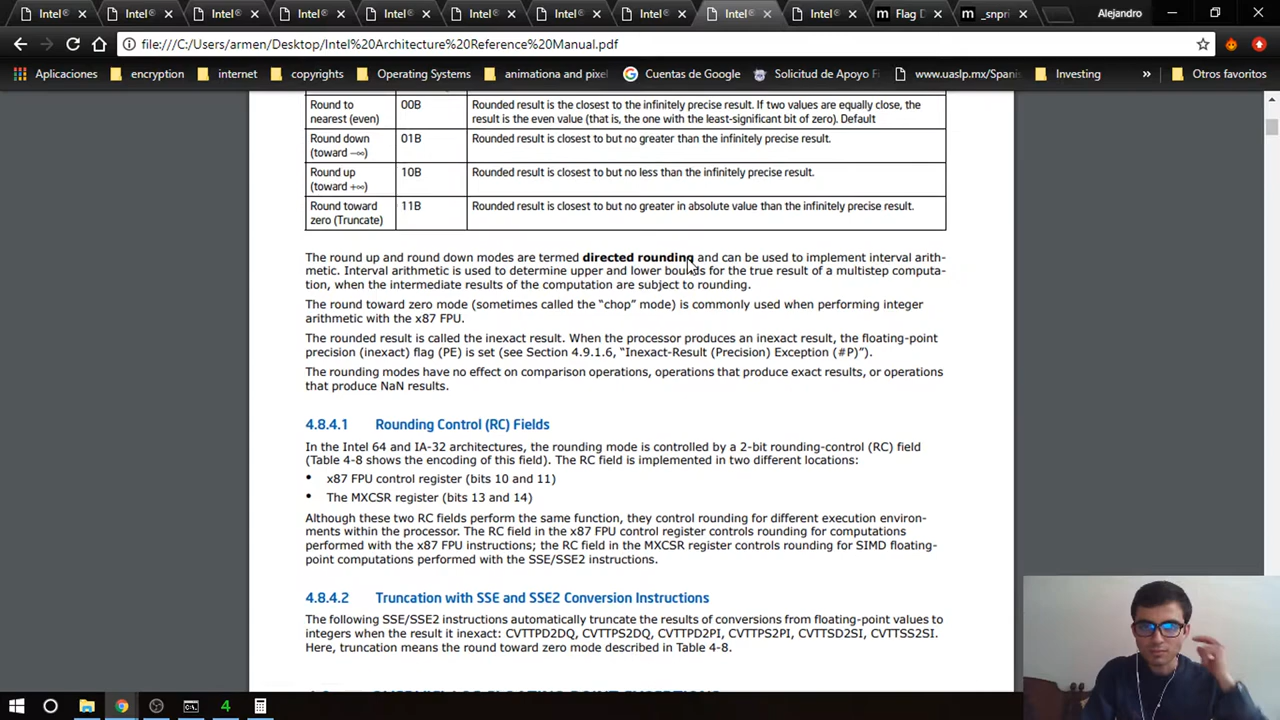 Intel®
Intel®
Intel®
Intel®
Intel®
Intel®
Intel®
Intel®
Intel®
Intel®
Flag D
_snpri
Alejandro
file:///C:/Users/armen/Desktop/Intel%20Architecture%20Reference%20Manual.pdf
Aplicaciones
encryption
internet
copyrights
Operating Systems
animationa and pixel
Cuentas de Google
Solicitud de Apoyo Fi
www.uaslp.mx/Spanis
Investing
»
Otros favoritos
Round to nearest (even) 00B Rounded result is the closest to the infinitely precise result. If two values are equally close, the
result is the even value (that is, the one with the least-significant bit of zero). Default
Round down (toward −∞) 01B Rounded result is closest to but no greater than the infinitely precise result.
Round up (toward +∞) 10B Rounded result is closest to but no less than the infinitely precise result.
Round toward zero (Truncate) 11B Rounded result is closest to but no greater in absolute value than the infinitely precise result.
The round up and round down modes are termed directed rounding and can be used to implement interval arith-
metic. Interval arithmetic is used to determine upper and lower bounds for the true result of a multistep computa-
tion, when the intermediate results of the computation are subject to rounding.
The round toward zero mode (sometimes called the “chop” mode) is commonly used when performing integer
arithmetic with the x87 FPU.
The rounded result is called the inexact result. When the processor produces an inexact result, the floating-point
precision (inexact) flag (PE) is set (see Section 4.9.1.6, “Inexact-Result (Precision) Exception (#P)”).
The rounding modes have no effect on comparison operations, operations that produce exact results, or operations
that produce NaN results.
4.8.4.1 Rounding Control (RC) Fields
In the Intel 64 and IA-32 architectures, the rounding mode is controlled by a 2-bit rounding-control (RC) field
(Table 4-8 shows the encoding of this field). The RC field is implemented in two different locations:
• x87 FPU control register (bits 10 and 11)
• The MXCSR register (bits 13 and 14)
Although these two RC fields perform the same function, they control rounding for different execution environ-
ments within the processor. The RC field in the x87 FPU control register controls rounding for computations
performed with the x87 FPU instructions; the RC field in the MXCSR register controls rounding for SIMD floating-
point computations performed with the SSE/SSE2 instructions.
4.8.4.2 Truncation with SSE and SSE2 Conversion Instructions
The following SSE/SSE2 instructions automatically truncate the results of conversions from floating-point values to
integers when the result it inexact: CVTTPD2DQ, CVTTPS2DQ, CVTTPD2PI, CVTTPS2PI, CVTTSD2SI, CVTTSS2SI.
Here, truncation means the round toward zero mode described in Table 4-8.